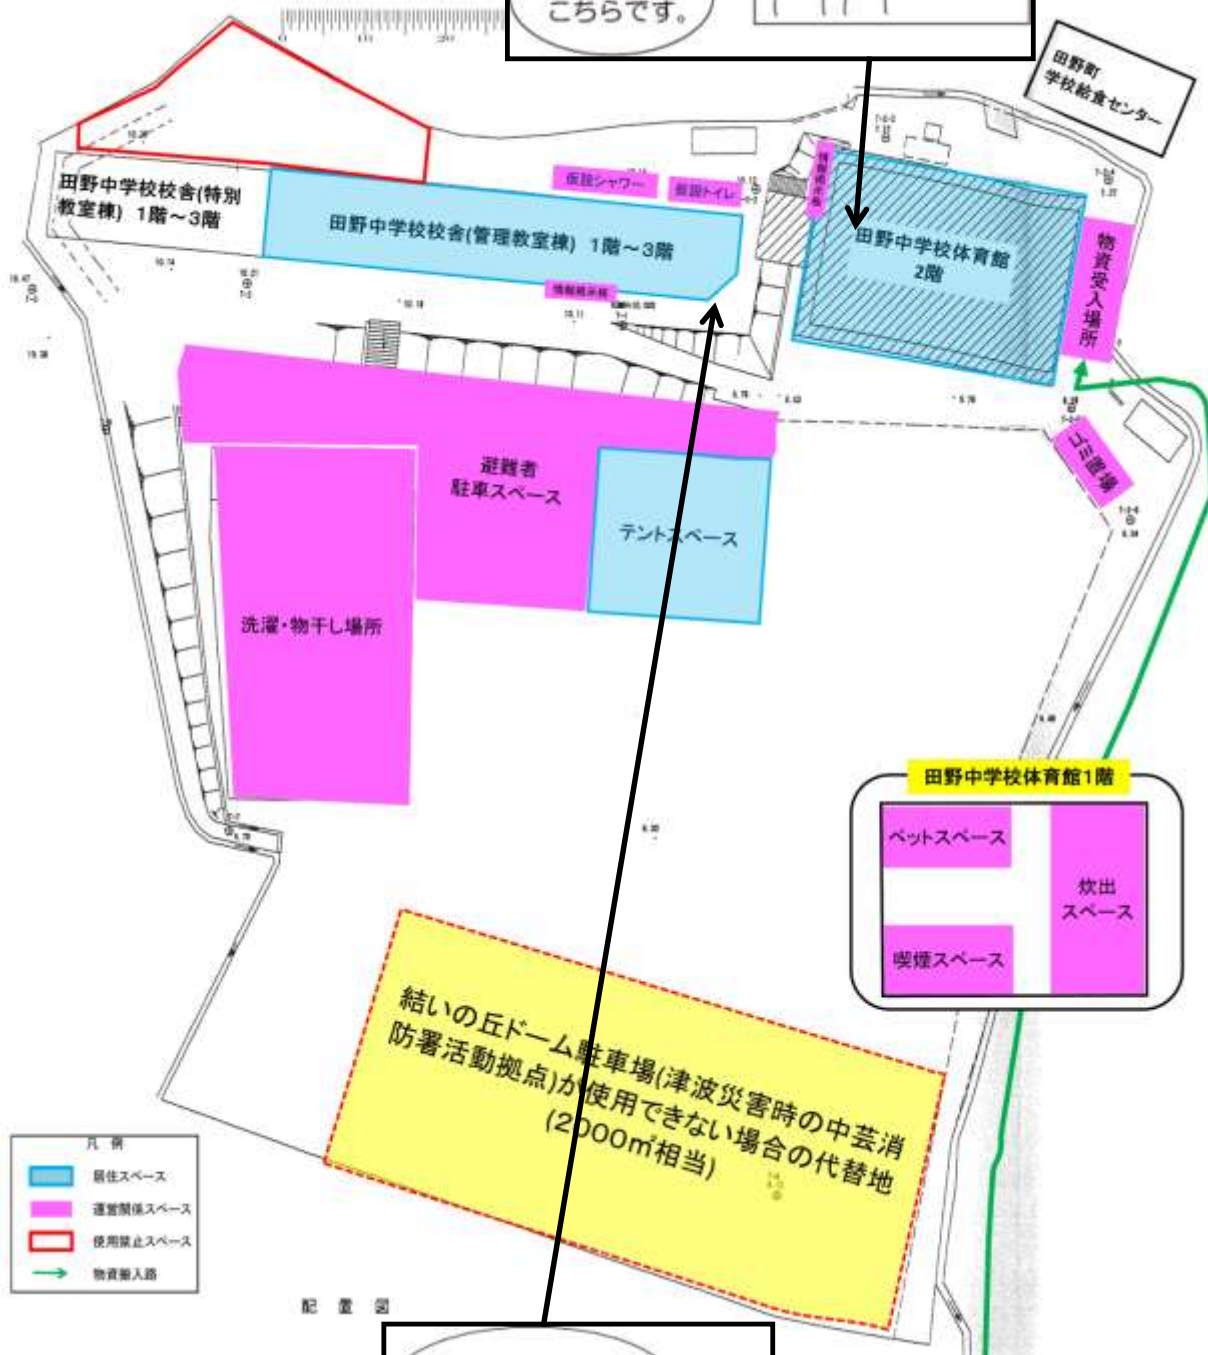 こちらです。
0 10 20
田野町
学校給食センター
田野中学校校舎(特別
教室棟) 1階～3階
田野中学校校舎(管理教室棟) 1階～3階
仮設シャワー
仮設トイレ
情報掲示板
情報掲示板
田野中学校体育館
2階
物資受入場所
ゴミ置場
避難者
駐車スペース
テントスペース
洗濯・物干し場所
田野中学校体育館1階
ペットスペース
炊出
スペース
喫煙スペース
結いの丘ドーム駐車場(津波災害時の中芸消
防署活動拠点)が使用できない場合の代替地
(2000㎡相当)
凡 例
居住スペース
運営関係スペース
使用禁止スペース
物資搬入路
配 置 図